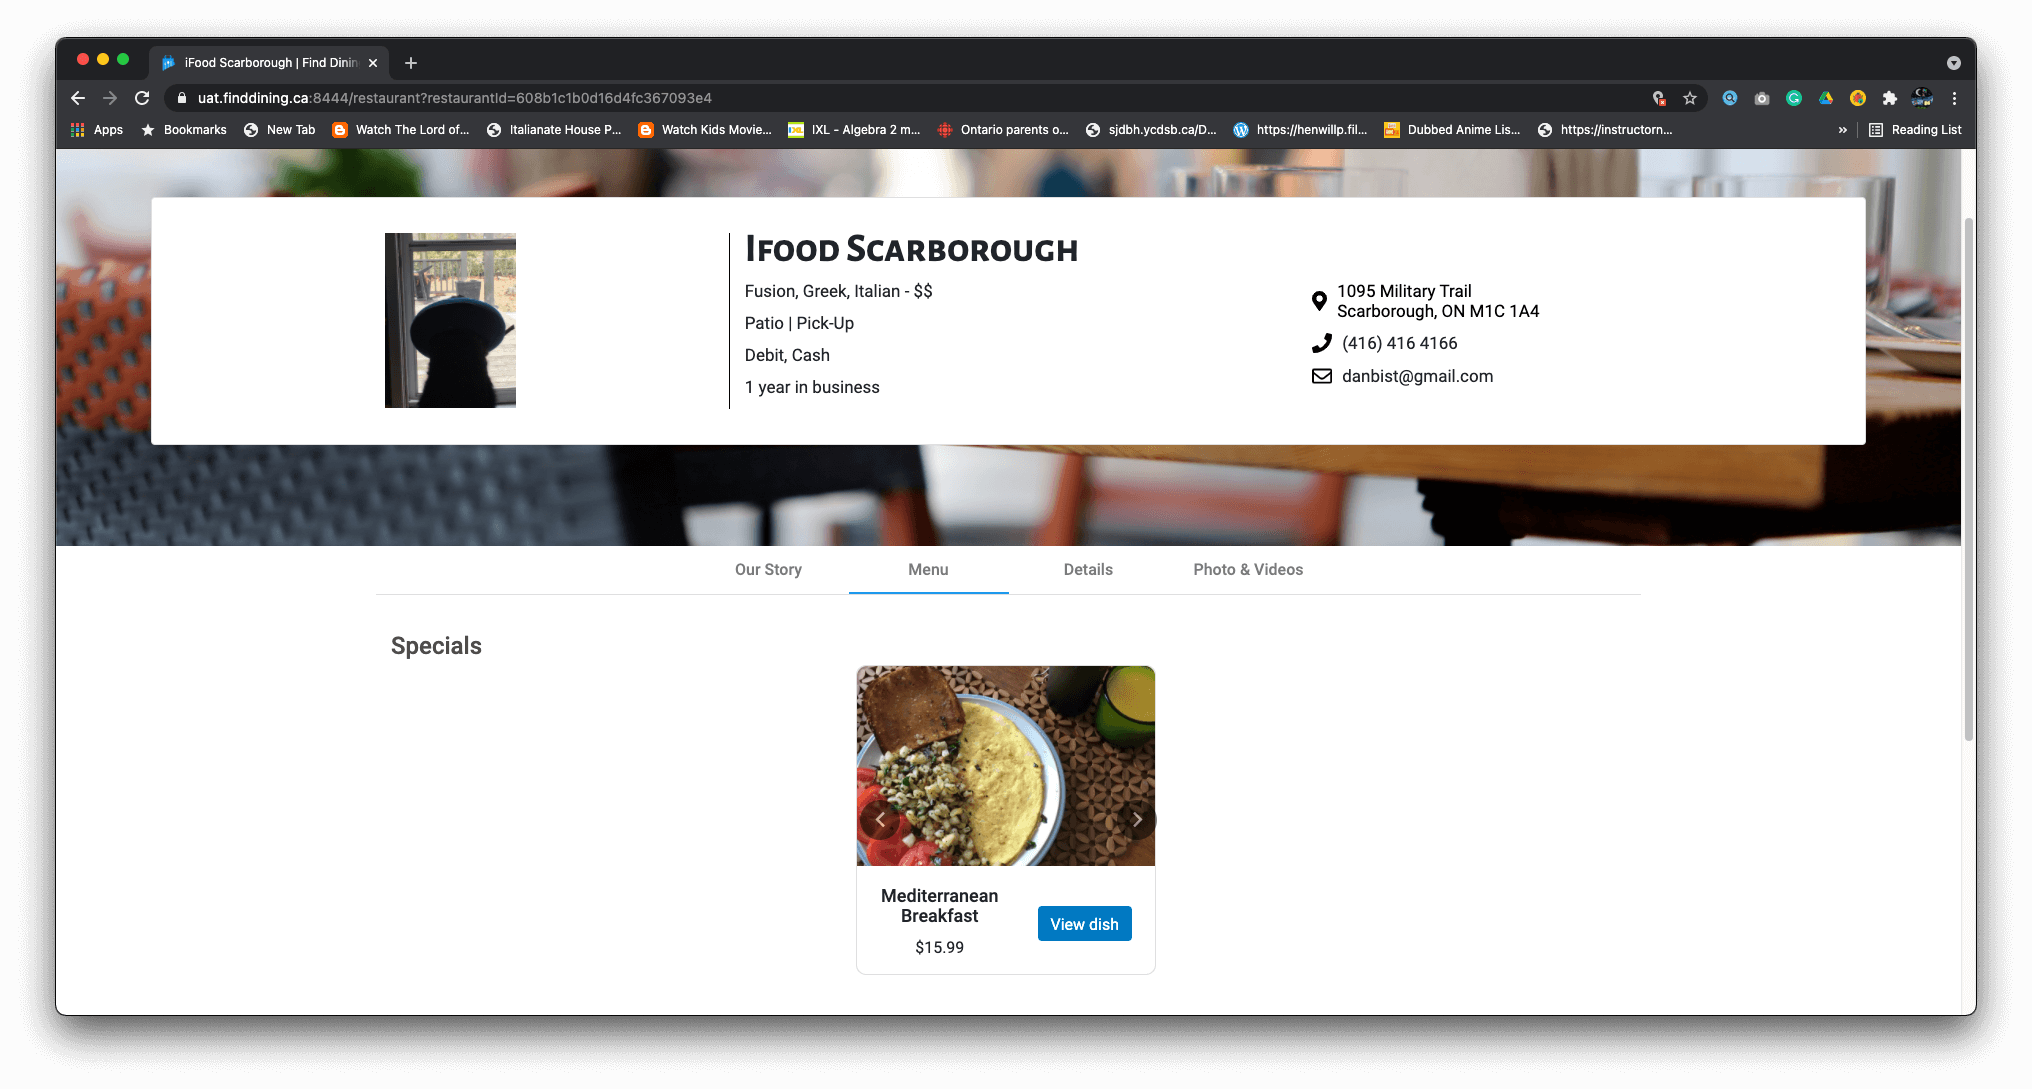 iFood Scarborough | Find Dinin
uat.finddining.ca:8444/restaurant?restaurantId=608b1c1b0d16d4fc367093e4
Apps Bookmarks New Tab Watch The Lord of... Italianate House P... Watch Kids Movie... IXL - Algebra 2 m... Ontario parents o... sjdbh.ycdsb.ca/D... https://henwillp.fil... Dubbed Anime Lis... https://instructorn... » Reading List
Ifood Scarborough
Fusion, Greek, Italian - $$
Patio | Pick-Up
Debit, Cash
1 year in business
1095 Military Trail
Scarborough, ON M1C 1A4
(416) 416 4166
danbist@gmail.com
Our Story Menu Details Photo & Videos
Specials
Mediterranean
Breakfast
$15.99
View dish